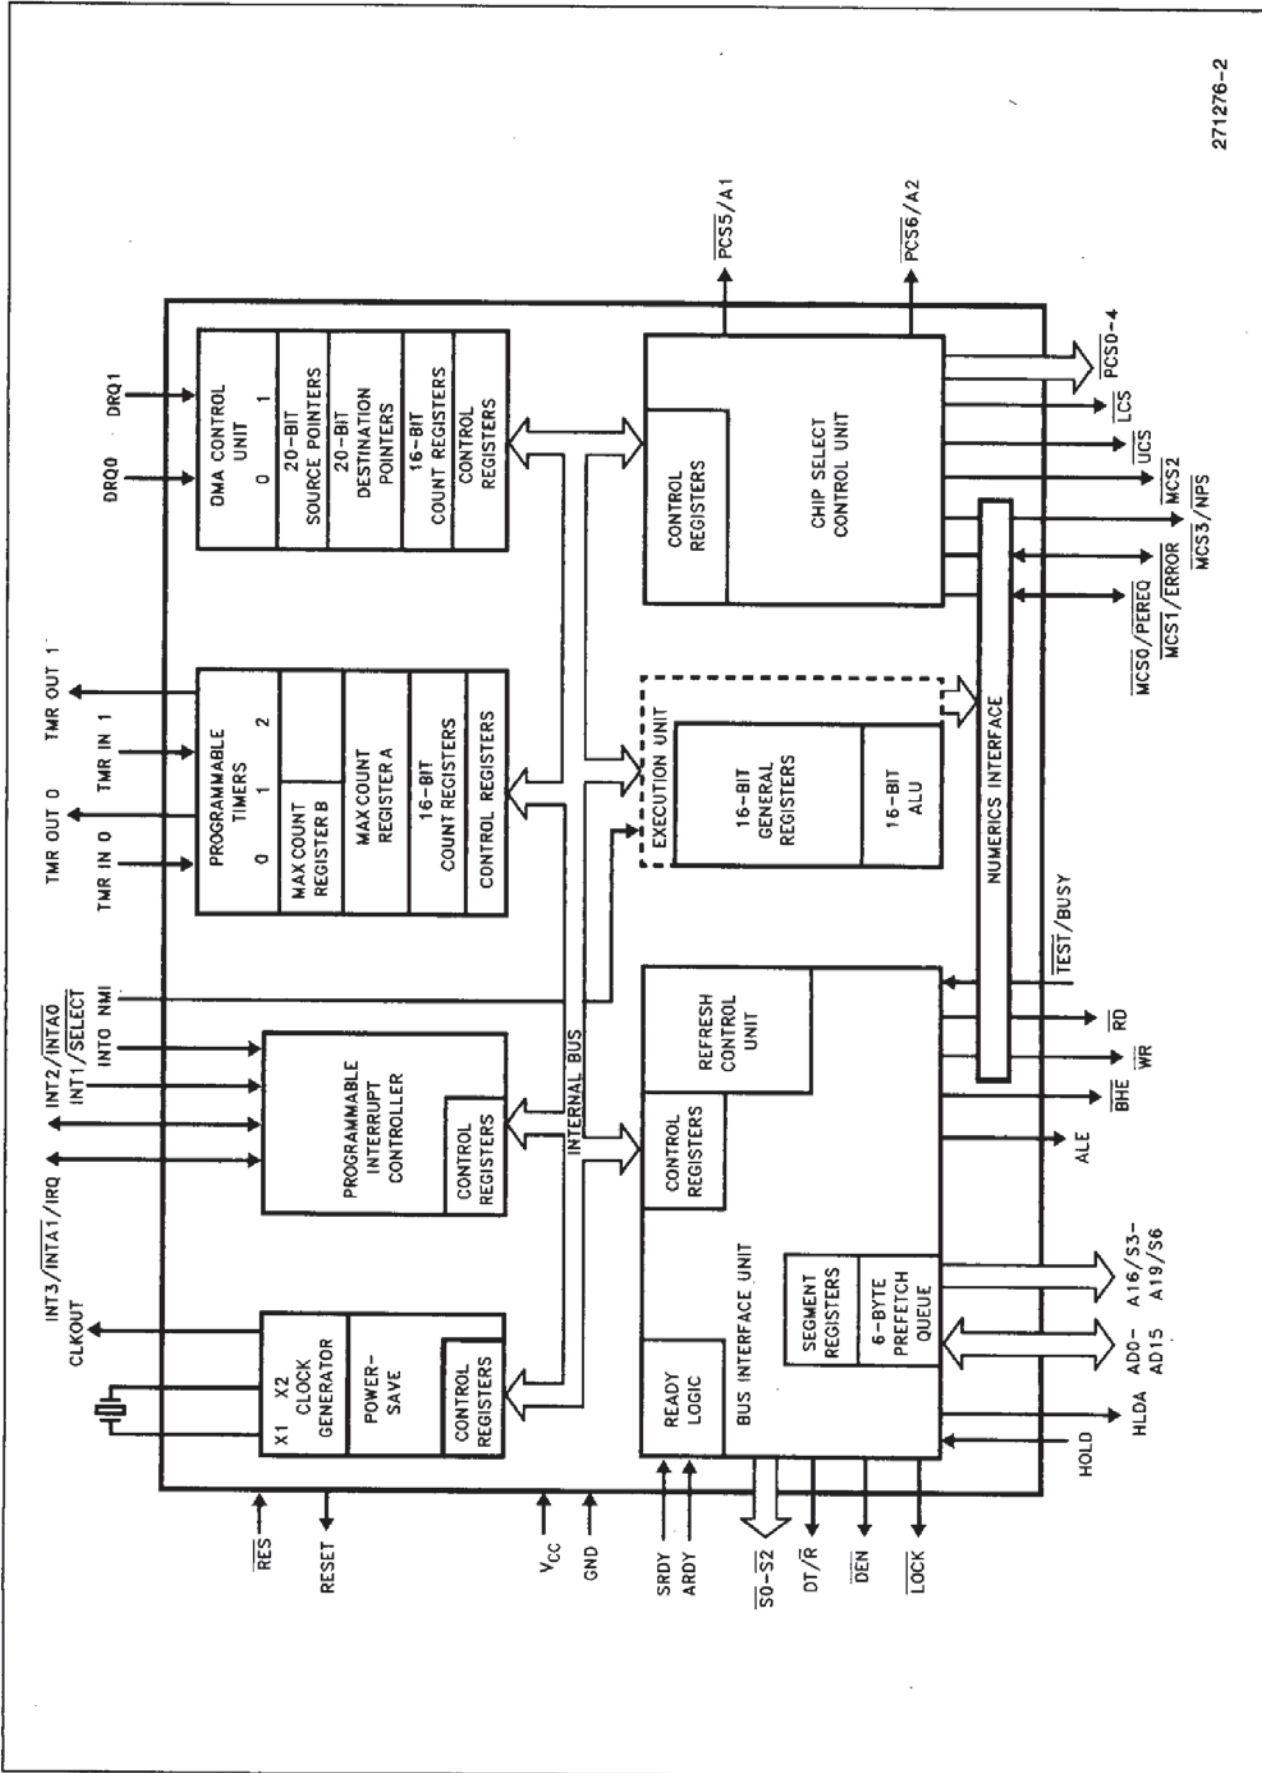 INT3/INTA1/IRQ
INT2/INTA0
INT1/SELECT
INT0 NMI
CLKOUT
TMR OUT 0
TMR IN 0
TMR OUT 1
TMR IN 1
DRQ0
DRQ1
X1 X2
CLOCK
GENERATOR
POWER-
SAVE
CONTROL
REGISTERS
PROGRAMMABLE
INTERRUPT
CONTROLLER
CONTROL
REGISTERS
PROGRAMMABLE
TIMERS
0 1 2
MAX COUNT
REGISTER B
MAX COUNT
REGISTER A
16-BIT
COUNT REGISTERS
CONTROL REGISTERS
DMA CONTROL
UNIT
0 1
20-BIT
SOURCE POINTERS
20-BIT
DESTINATION
POINTERS
16-BIT
COUNT REGISTERS
CONTROL
REGISTERS
INTERNAL BUS
RES
RESET
VCC
GND
SRDY
ARDY
S0-S2
DT/R
DEN
LOCK
READY
LOGIC
BUS INTERFACE UNIT
CONTROL
REGISTERS
REFRESH
CONTROL
UNIT
SEGMENT
REGISTERS
6-BYTE
PREFETCH
QUEUE
EXECUTION UNIT
16-BIT
GENERAL
REGISTERS
16-BIT
ALU
CONTROL
REGISTERS
CHIP SELECT
CONTROL UNIT
PCS5/A1
PCS6/A2
NUMERICS INTERFACE
HOLD
HLDA
AD0-
AD15
A16/S3-
A19/S6
ALE
BHE
WR
RD
TEST/BUSY
MCS0/PEREQ
MCS1/ERROR
MCS3/NPS
MCS2
UCS
LCS
PCS0-4
271276-2